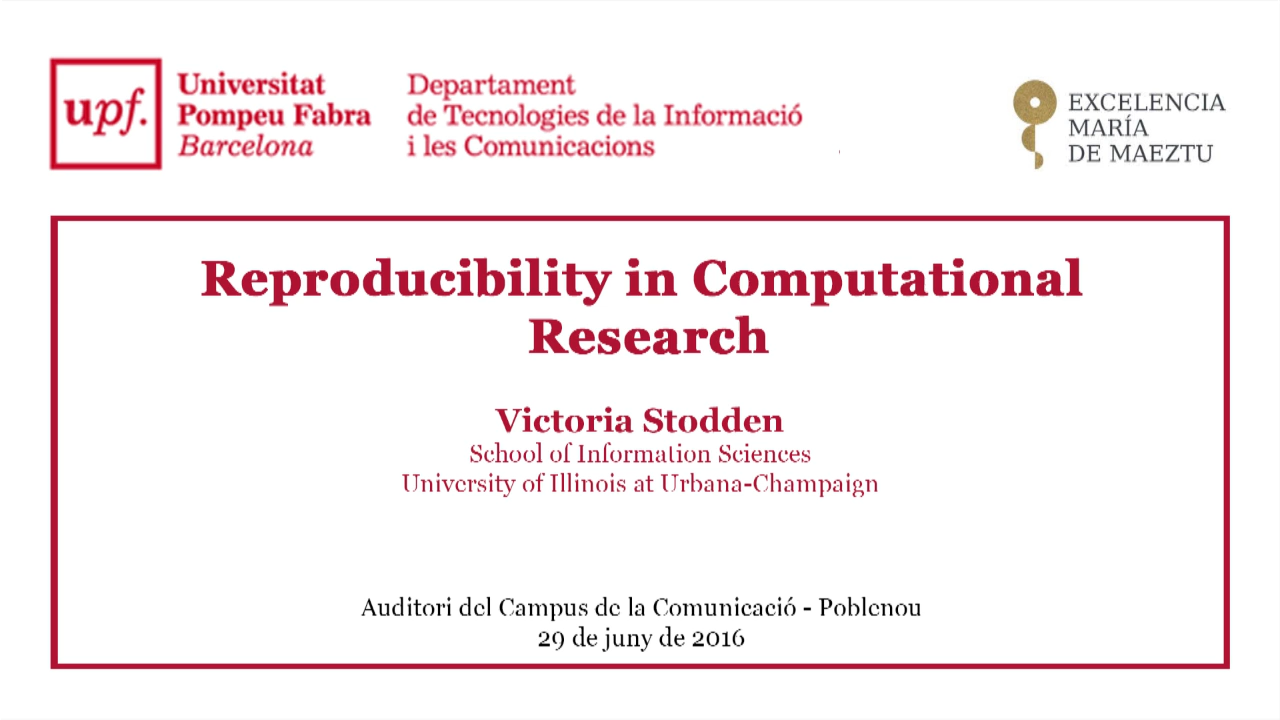 upf.
Universitat
Pompeu Fabra
Barcelona
Departament
de Tecnologies de la Informació
i les Comunicacions
EXCELENCIA
MARÍA
DE MAEZTU
Reproducibility in Computational
Research
Victoria Stodden
School of Information Sciences
University of Illinois at Urbana-Champaign
Auditori del Campus de la Comunicació - Poblenou
29 de juny de 2016